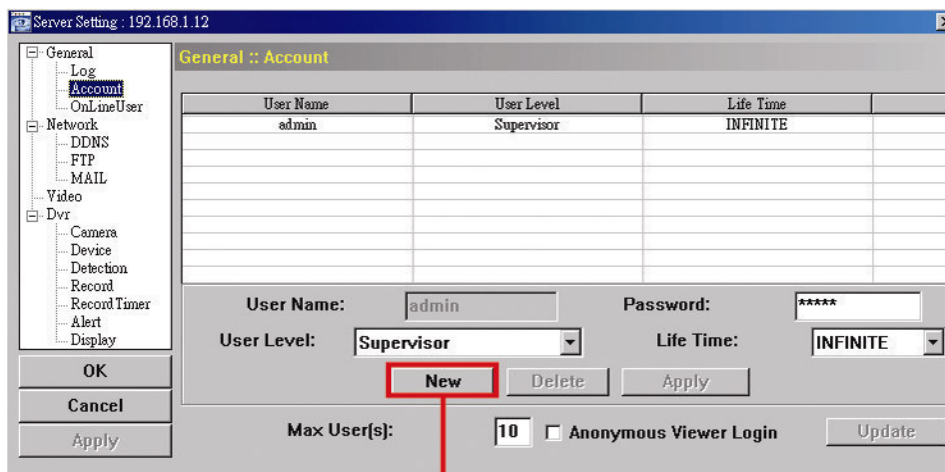 Server Setting : 192.168.1.12
General
Log
Account
OnLineUser
Network
DDNS
FTP
MAIL
Video
Dvr
Camera
Device
Detection
Record
Record Timer
Alert
Display
OK
Cancel
Apply
General :: Account
User Name User Level Life Time
admin Supervisor INFINITE
User Name: admin Password: *****
User Level: Supervisor Life Time: INFINITE
New Delete Apply
Max User(s): 10 Anonymous Viewer Login Update